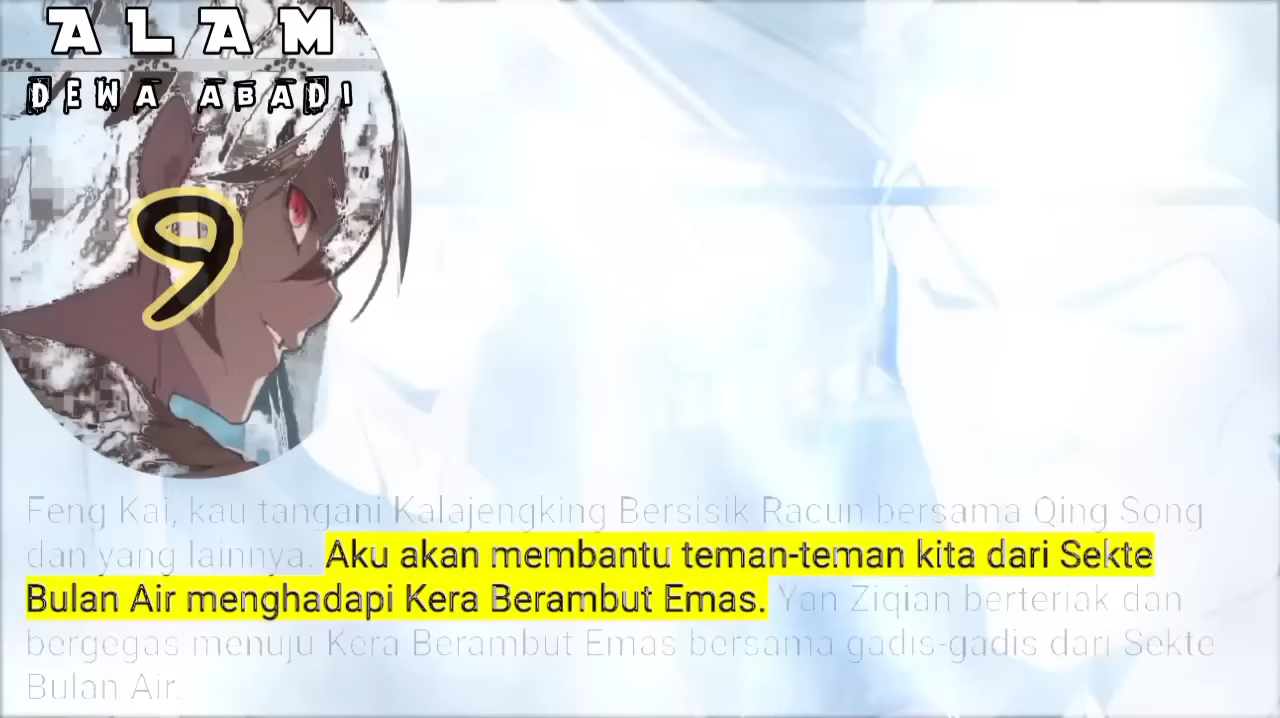 ALAM
DEWA ABADI
9
Feng Kai, kau tangani Kalajengking Bersisik Racun bersama Qing Song
dan yang lainnya. Aku akan membantu teman-teman kita dari Sekte
Bulan Air menghadapi Kera Berambut Emas. Yan Ziqian berteriak dan
bergegas menuju Kera Berambut Emas bersama gadis-gadis dari Sekte
Bulan Air.